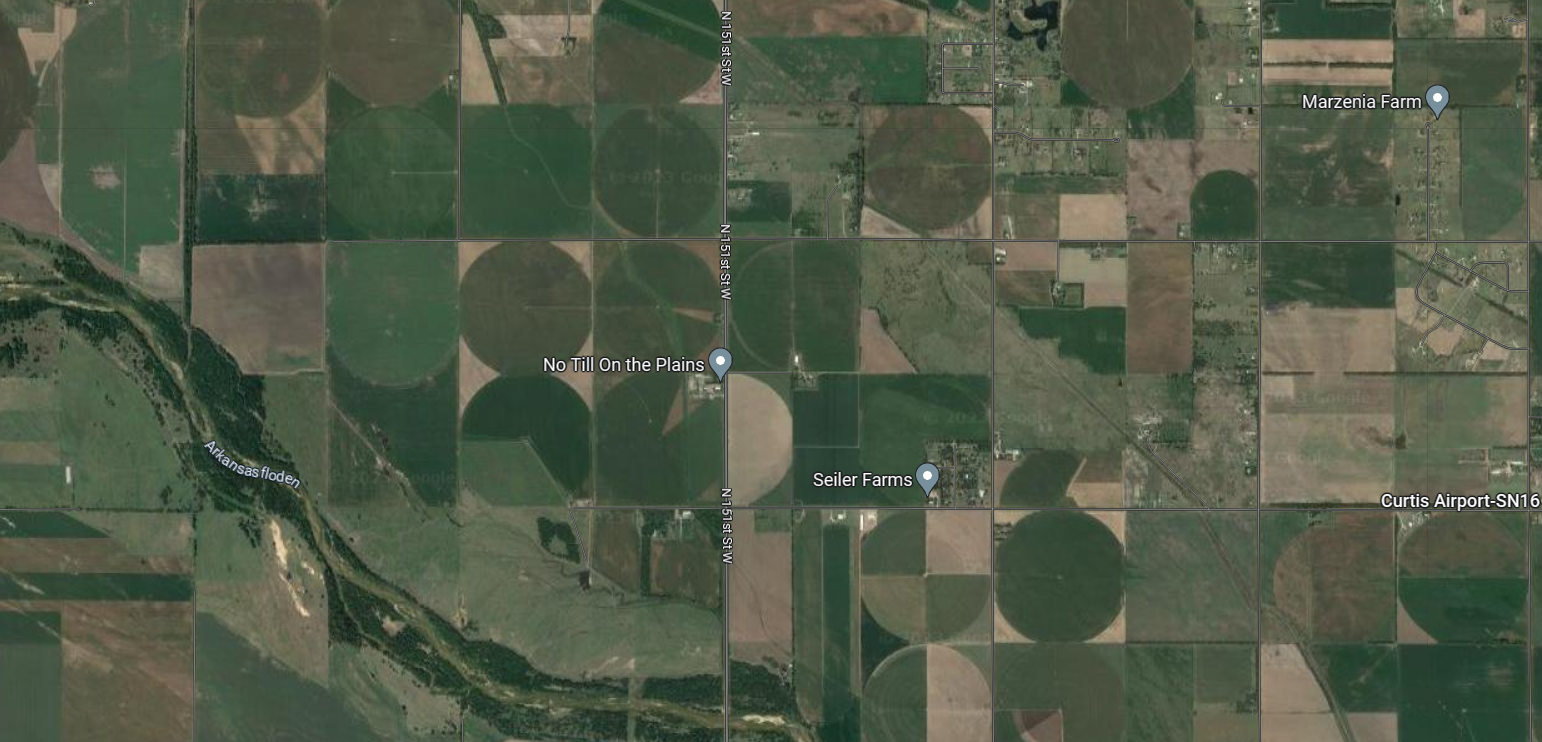 N 151st St W
Marzenia Farm
N 151st St W
No Till On the Plains
Arkansasfloden
Seiler Farms
Curtis Airport-SN16
N 151st St W